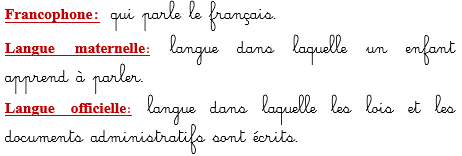 Francophone: qui parle le français.
Langue maternelle: langue dans laquelle un enfant
apprend à parler.
Langue officielle: langue dans laquelle les lois et les
documents administratifs sont écrits.